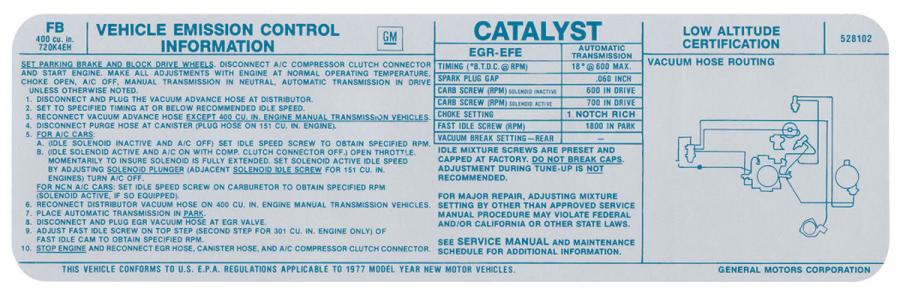 FB
400 cu. in.
720K4EH
VEHICLE EMISSION CONTROL
INFORMATION
GM
CATALYST
EGR-EFE
AUTOMATIC
TRANSMISSION
TIMING (°B.T.D.C. @ RPM) 18° @ 600 MAX.
SPARK PLUG GAP .060 INCH
CARB SCREW (RPM) SOLENOID INACTIVE 600 IN DRIVE
CARB SCREW (RPM) SOLENOID ACTIVE 700 IN DRIVE
CHOKE SETTING 1 NOTCH RICH
FAST IDLE SCREW (RPM) 1800 IN PARK
VACUUM BREAK SETTING—REAR —
LOW ALTITUDE
CERTIFICATION
528102
SET PARKING BRAKE AND BLOCK DRIVE WHEELS. DISCONNECT A/C COMPRESSOR CLUTCH CONNECTOR
AND START ENGINE. MAKE ALL ADJUSTMENTS WITH ENGINE AT NORMAL OPERATING TEMPERATURE,
CHOKE OPEN, A/C OFF, MANUAL TRANSMISSION IN NEUTRAL, AUTOMATIC TRANSMISSION IN DRIVE
UNLESS OTHERWISE NOTED.
1. DISCONNECT AND PLUG THE VACUUM ADVANCE HOSE AT DISTRIBUTOR.
2. SET TO SPECIFIED TIMING AT OR BELOW RECOMMENDED IDLE SPEED.
3. RECONNECT VACUUM ADVANCE HOSE EXCEPT 400 CU. IN. ENGINE MANUAL TRANSMISSION VEHICLES.
4. DISCONNECT PURGE HOSE AT CANISTER (PLUG HOSE ON 151 CU. IN. ENGINE).
5. FOR A/C CARS:
A. (IDLE SOLENOID INACTIVE AND A/C OFF) SET IDLE SPEED SCREW TO OBTAIN SPECIFIED RPM.
B. (IDLE SOLENOID ACTIVE AND A/C ON WITH COMP. CLUTCH CONNECTOR OFF.) OPEN THROTTLE.
MOMENTARILY TO INSURE SOLENOID IS FULLY EXTENDED. SET SOLENOID ACTIVE IDLE SPEED
BY ADJUSTING SOLENOID PLUNGER (ADJACENT SOLENOID IDLE SCREW FOR 151 CU. IN.
ENGINES) TURN A/C OFF.
FOR NCN A/C CARS: SET IDLE SPEED SCREW ON CARBURETOR TO OBTAIN SPECIFIED RPM
(SOLENOID ACTIVE, IF SO EQUIPPED).
6. RECONNECT DISTRIBUTOR VACUUM HOSE ON 400 CU. IN. ENGINE MANUAL TRANSMISSION VEHICLES.
7. PLACE AUTOMATIC TRANSMISSION IN PARK.
8. DISCONNECT AND PLUG EGR VACUUM HOSE AT EGR VALVE.
9. ADJUST FAST IDLE SCREW ON TOP STEP (SECOND STEP FOR 301 CU. IN. ENGINE ONLY) OF
FAST IDLE CAM TO OBTAIN SPECIFIED RPM.
10. STOP ENGINE AND RECONNECT EGR HOSE, CANISTER HOSE, AND A/C COMPRESSOR CLUTCH CONNECTOR.
IDLE MIXTURE SCREWS ARE PRESET AND
CAPPED AT FACTORY. DO NOT BREAK CAPS.
ADJUSTMENT DURING TUNE-UP IS NOT
RECOMMENDED.
FOR MAJOR REPAIR, ADJUSTING MIXTURE
SETTING BY OTHER THAN APPROVED SERVICE
MANUAL PROCEDURE MAY VIOLATE FEDERAL
AND/OR CALIFORNIA OR OTHER STATE LAWS.
SEE SERVICE MANUAL AND MAINTENANCE
SCHEDULE FOR ADDITIONAL INFORMATION.
VACUUM HOSE ROUTING
THIS VEHICLE CONFORMS TO U.S. E.P.A. REGULATIONS APPLICABLE TO 1977 MODEL YEAR NEW MOTOR VEHICLES.
GENERAL MOTORS CORPORATION